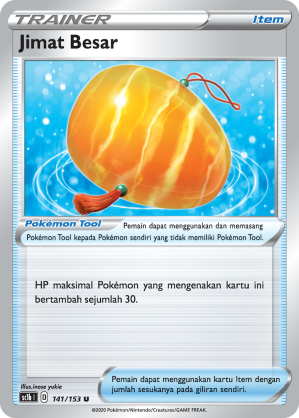 TRAINER Item
Jimat Besar
Pokémon Tool Pemain dapat menggunakan dan memasang
Pokémon Tool kepada Pokémon sendiri yang tidak memiliki Pokémon Tool.
HP maksimal Pokémon yang mengenakan kartu ini
bertambah sejumlah 30.
Pemain dapat menggunakan kartu Item dengan
jumlah sesukanya pada giliran sendiri.
Illus.inose yukie
sc1b I D 141/153 U
©2020 Pokémon/Nintendo/Creatures/GAME FREAK.